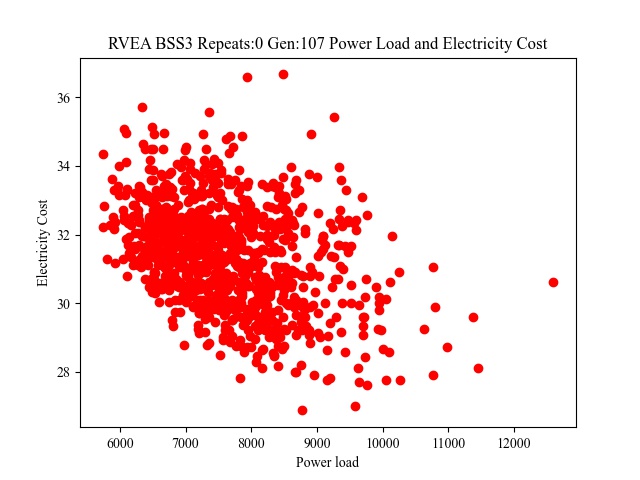 RVEA BSS3 Repeats:0 Gen:107 Power Load and Electricity Cost
Electricity Cost
36
34
32
30
28
6000 7000 8000 9000 10000 11000 12000
Power load